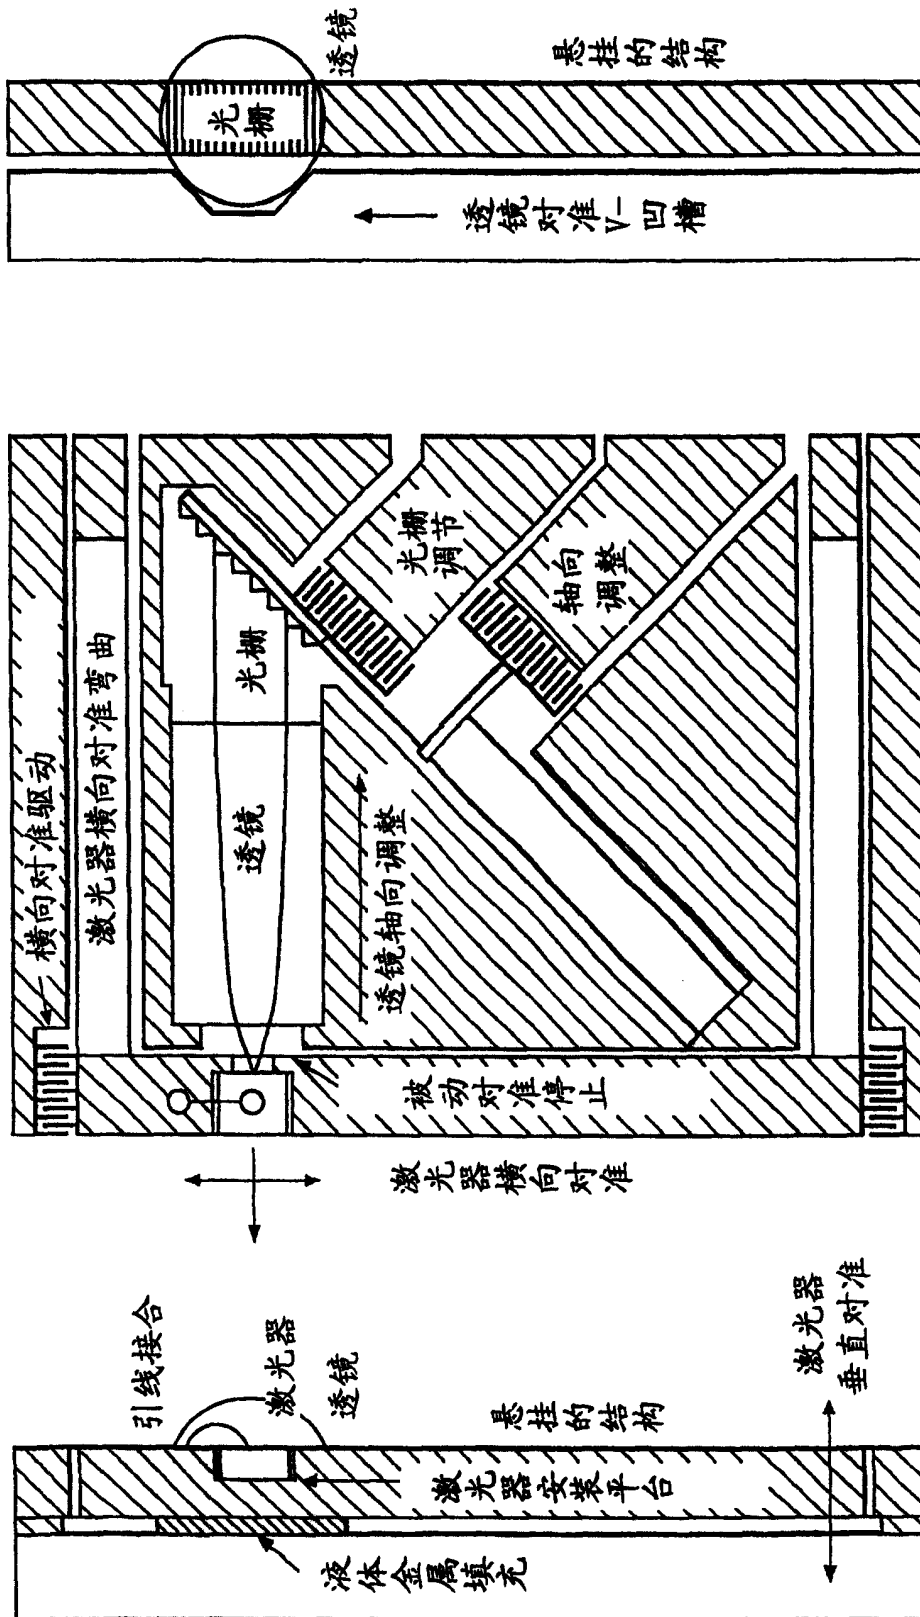 引线接合
激光器
透镜
悬挂的结构
激光器安装平台
液体金属填充
激光器
垂直对准
横向对准驱动
激光器横向对准弯曲
透镜
光栅
透镜轴向调整
光栅
调节
轴向
调整
被动对准停止
激光器横向对准
透镜
光栅
悬挂的结构
透镜对准V-凹槽